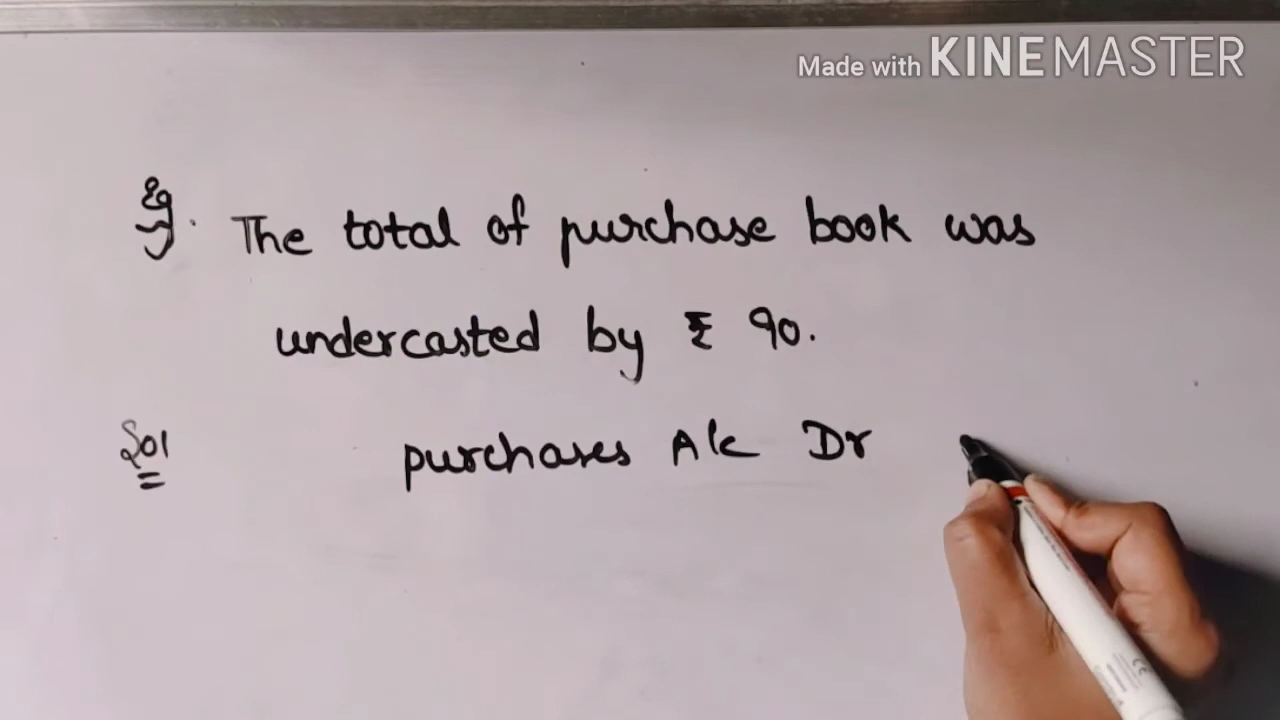 Made with KINEMASTER
Eg. The total of purchase book was
undercasted by ₹ 90.
Sol purchases A/c Dr